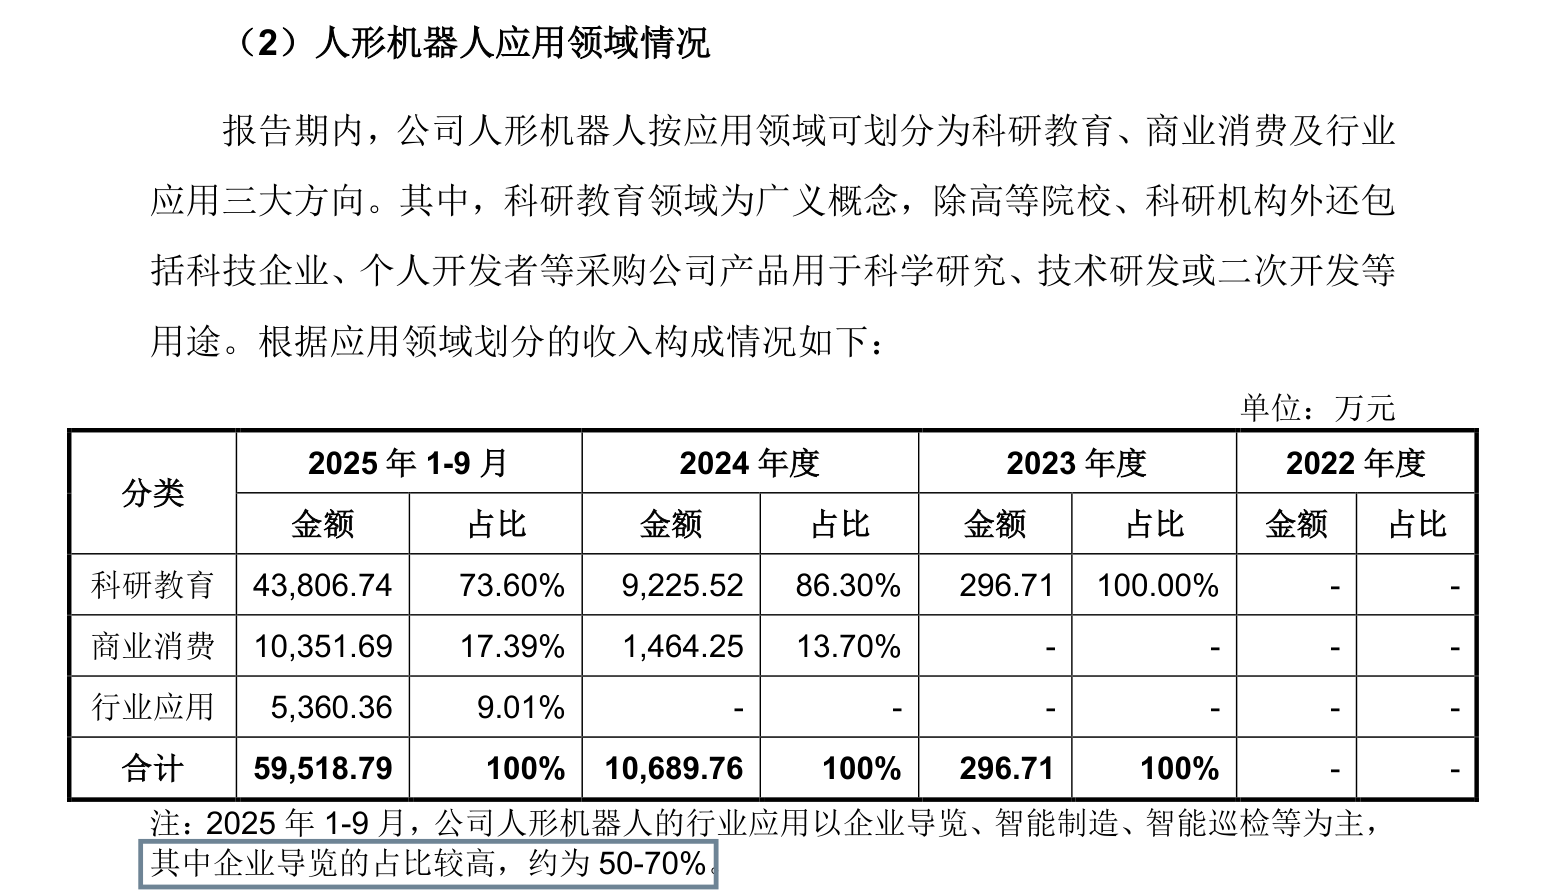 （2）人形机器人应用领域情况
报告期内，公司人形机器人按应用领域可划分为科研教育、商业消费及行业
应用三大方向。其中，科研教育领域为广义概念，除高等院校、科研机构外还包
括科技企业、个人开发者等采购公司产品用于科学研究、技术研发或二次开发等
用途。根据应用领域划分的收入构成情况如下：
单位：万元
分类 2025 年 1-9 月 2024 年度 2023 年度 2022 年度
金额 占比 金额 占比 金额 占比 金额 占比
科研教育 43,806.74 73.60% 9,225.52 86.30% 296.71 100.00% - -
商业消费 10,351.69 17.39% 1,464.25 13.70% - - - -
行业应用 5,360.36 9.01% - - - - - -
合计 59,518.79 100% 10,689.76 100% 296.71 100% - -
注：2025 年 1-9 月，公司人形机器人的行业应用以企业导览、智能制造、智能巡检等为主，
其中企业导览的占比较高，约为 50-70%。